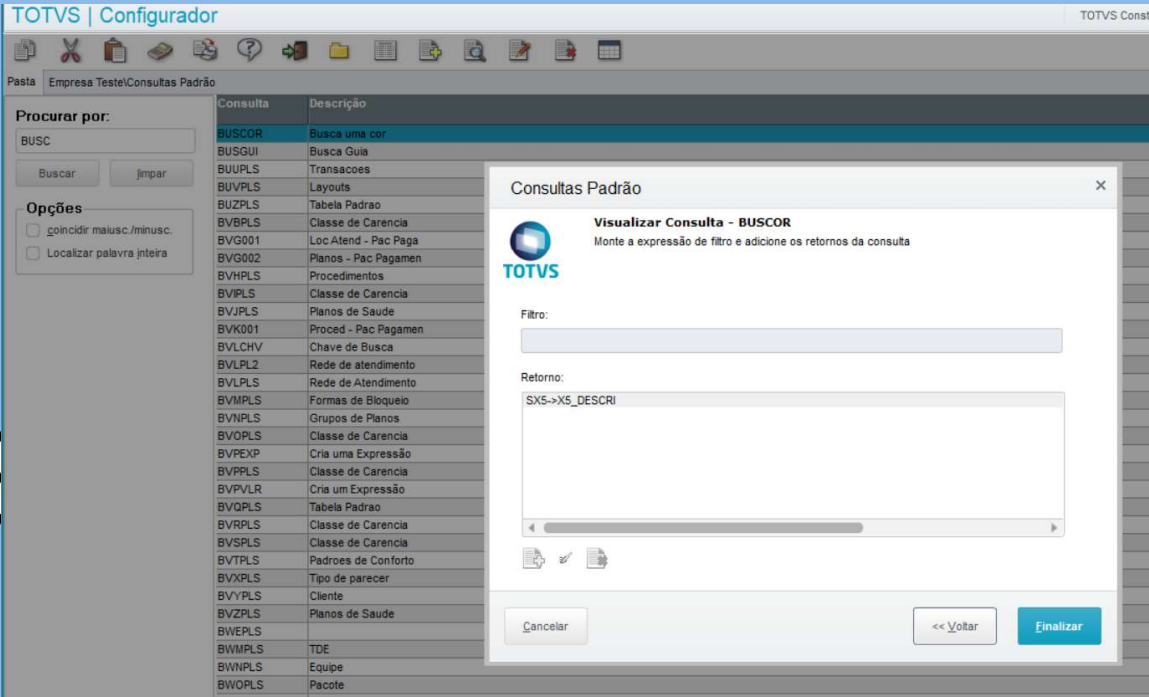 TOTVS | Configurador
TOTVS Const
Pasta Empresa Teste\Consultas Padrão
Procurar por:
BUSC
Buscar limpar
Opções
coincidir maiusc./minusc.
Localizar palavra inteira
Consulta Descrição
BUSCOR Busca uma cor
BUSGUI Busca Guia
BUUPLS Transacoes
BUVPLS Layouts
BUZPLS Tabela Padrao
BVBPLS Classe de Carencia
BVG001 Loc Atend - Pac Paga
BVG002 Planos - Pac Pagamen
BVHPLS Procedimentos
BVIPLS Classe de Carencia
BVJPLS Planos de Saude
BVK001 Proced - Pac Pagamen
BVLCHV Chave de Busca
BVLPL2 Rede de atendimento
BVLPLS Rede de Atendimento
BVMPLS Formas de Bloqueio
BVNPLS Grupos de Planos
BVOPLS Classe de Carencia
BVPEXP Cria uma Expressão
BVPPLS Classe de Carencia
BVPVLR Cria um Expressão
BVQPLS Tabela Padrao
BVRPLS Classe de Carencia
BVSPLS Classe de Carencia
BVTPLS Padroes de Conforto
BVXPLS Tipo de parecer
BVYPLS Cliente
BVZPLS Planos de Saude
BWEPLS
BWMPLS TDE
BWNPLS Equipe
BWOPLS Pacote
Consultas Padrão
TOTVS
Visualizar Consulta - BUSCOR
Monte a expressão de filtro e adicione os retornos da consulta
Filtro:
Retorno:
SX5->X5_DESCRI
Cancelar << Voltar Finalizar